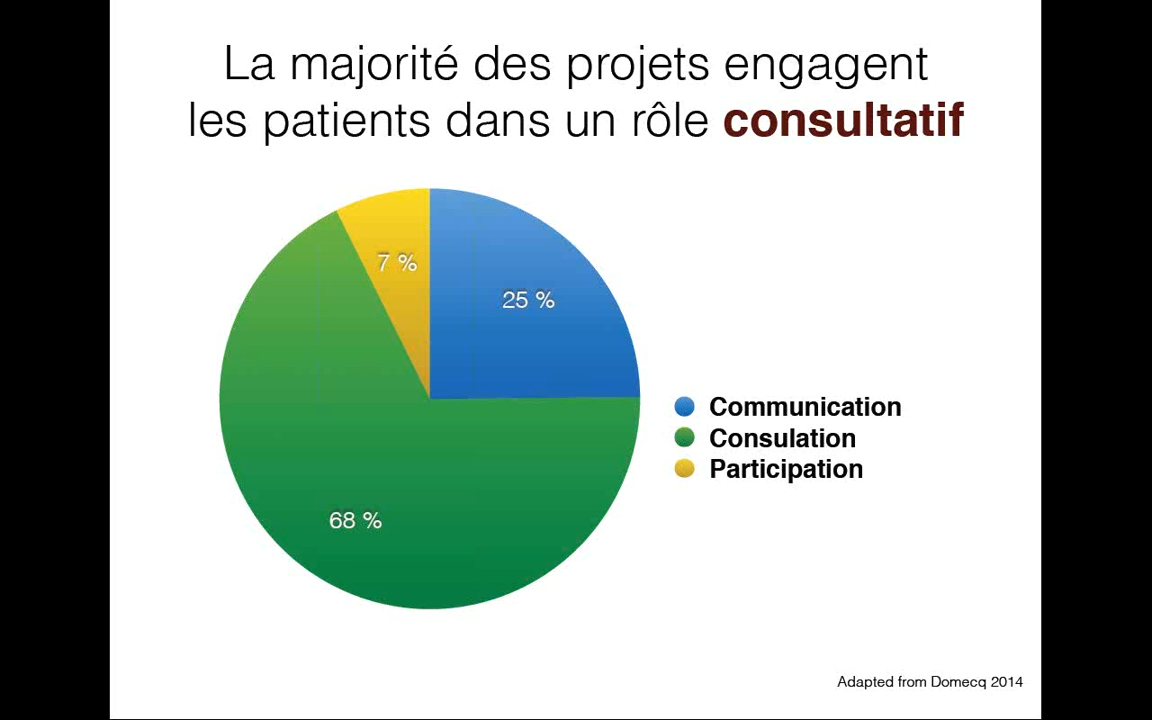 La majorité des projets engagent
les patients dans un rôle consultatif
7 %
25 %
68 %
Communication
Consulation
Participation
Adapted from Domecq 2014